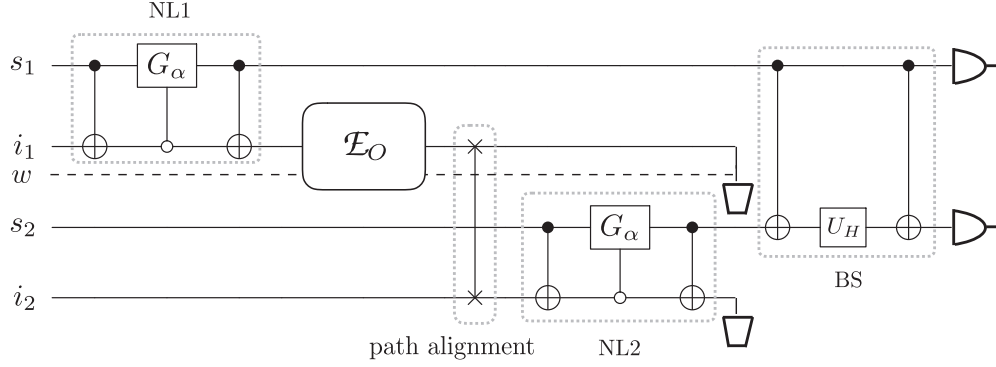 NL1
s₁ G_α
i₁ ℰ_O
w
s₂ G_α U_H
i₂
BS
path alignment NL2